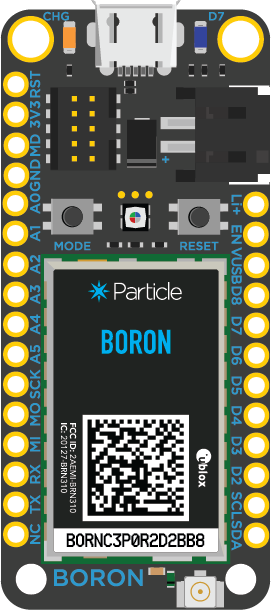 CHG
D7
RST
3V3
MD
GND
A0
A1
A2
A3
A4
A5
SCK
MO
MI
RX
TX
NC
+
MODE
RESET
Li+
EN
VUSB
D8
D7
D6
D5
D4
D3
D2
SCL
SDA
Particle
BORON
FCC ID: 2AEMI-BRN310
IC: 20127-BRN310
ublox
BORNC3P0R2D2BB8
BORON